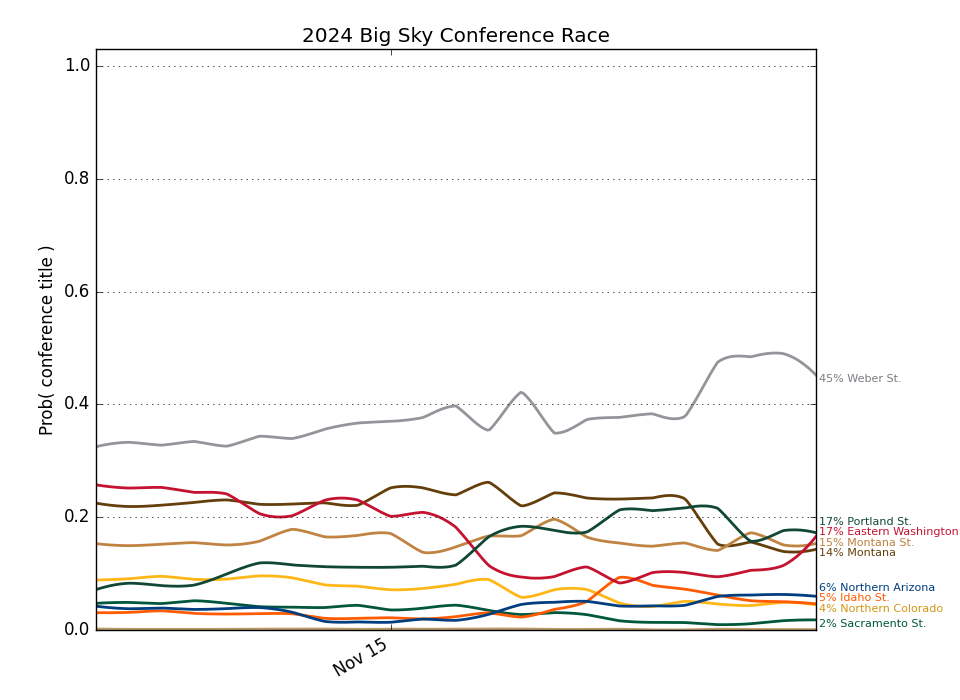 2024 Big Sky Conference Race
Prob( conference title )
1.0
0.8
0.6
0.4
0.2
0.0
Nov 15
45% Weber St.
17% Portland St.
17% Eastern Washington
15% Montana St.
14% Montana
6% Northern Arizona
5% Idaho St.
4% Northern Colorado
2% Sacramento St.